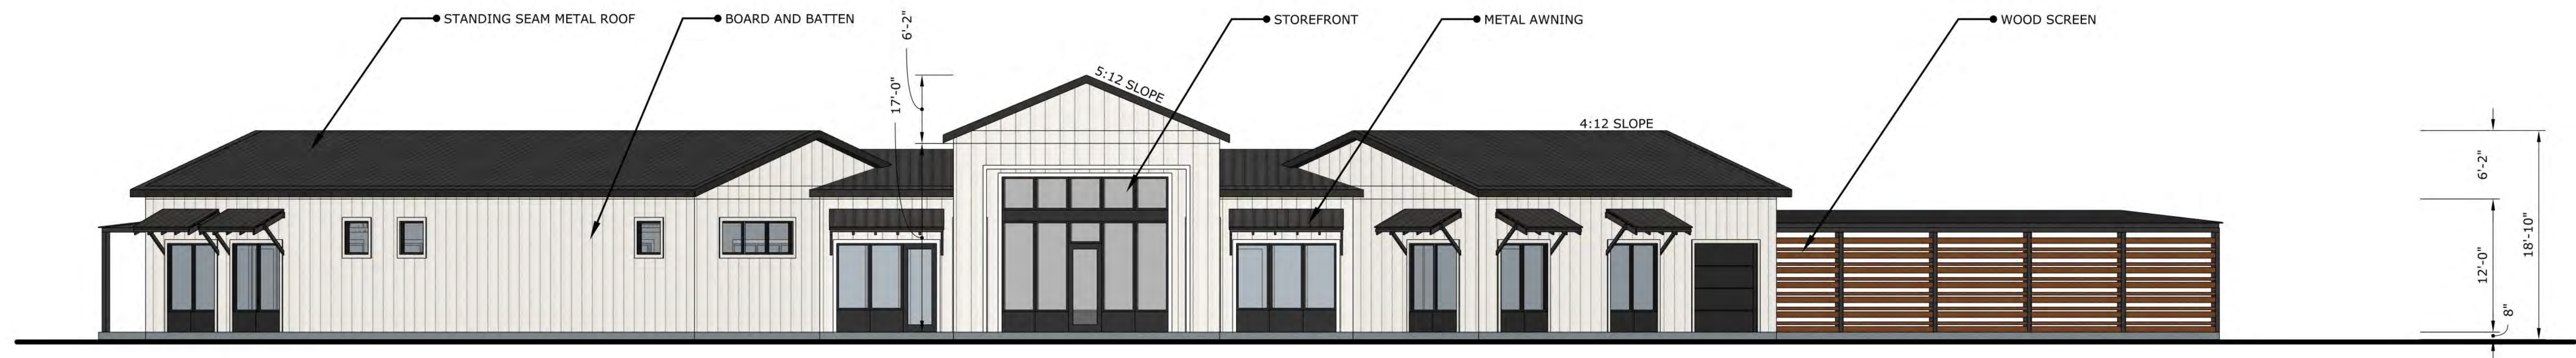 STANDING SEAM METAL ROOF
BOARD AND BATTEN
6'-2"
STOREFRONT
METAL AWNING
WOOD SCREEN
17'-0"
5:12 SLOPE
4:12 SLOPE
6'-2"
18'-10"
12'-0"
8"